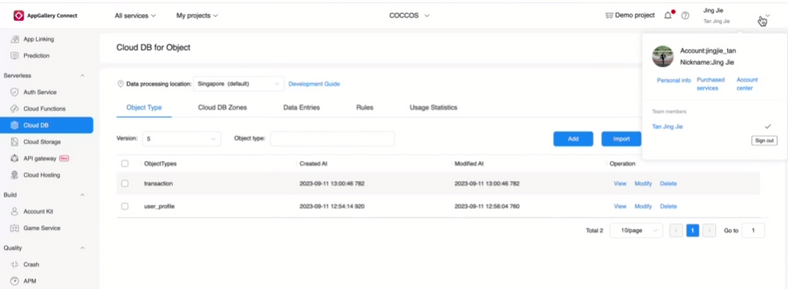 AppGallery Connect
All services
My projects
COCCOS
Demo project
Jing Jie
Tan Jing Jie
App Linking
Prediction
Serverless
Auth Service
Cloud Functions
Cloud DB
Cloud Storage
API gateway
Cloud Hosting
Build
Account Kit
Game Service
Quality
Crash
APM
Cloud DB for Object
Data processing location: Singapore (default) Development Guide
Object Type Cloud DB Zones Data Entries Rules Usage Statistics
Version: 5 Object type: Add Import
ObjectTypes Created At Modified At Operation
transaction 2023-09-11 13:00:46 782 2023-09-11 13:00:46 782 View Modify Delete
user_profile 2023-09-11 12:54:14 920 2023-09-11 12:58:04 760 View Modify Delete
Total 2 10/page 1 Go to 1
Account:jingjie_tan
Nickname:Jing Jie
Personal info Purchased services Account center
Team members
Tan Jing Jie
Sign out